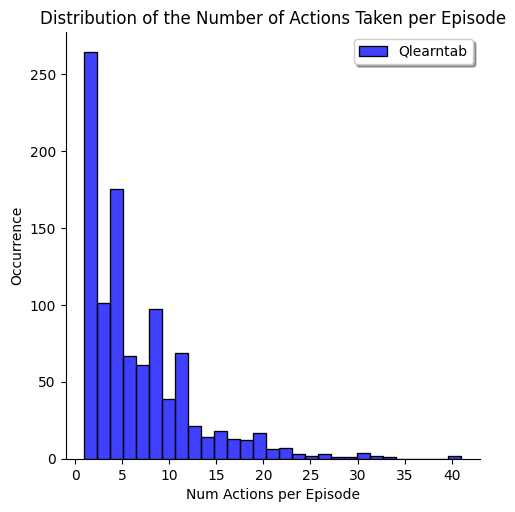 Distribution of the Number of Actions Taken per Episode
Qlearntab
Occurrence
250
200
150
100
50
0
0 5 10 15 20 25 30 35 40
Num Actions per Episode